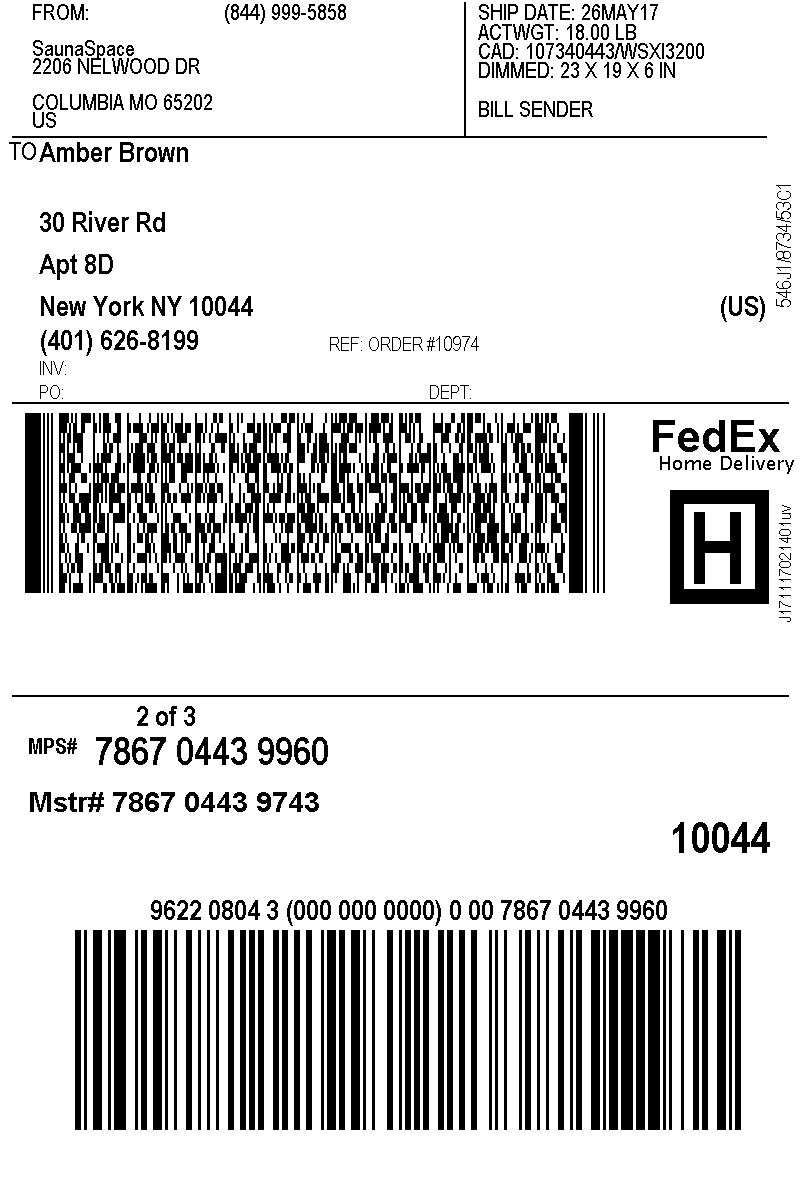 FROM: (844) 999-5858
SaunaSpace
2206 NELWOOD DR
COLUMBIA MO 65202
US
SHIP DATE: 26MAY17
ACTWGT: 18.00 LB
CAD: 107340443/WSXI3200
DIMMED: 23 X 19 X 6 IN
BILL SENDER
TO Amber Brown
30 River Rd
Apt 8D
New York NY 10044 (US)
(401) 626-8199 REF: ORDER #10974
INV:
PO: DEPT:
546J1/8734/53C1
FedEx
Home Delivery
H
J171117021401uv
2 of 3
MPS# 7867 0443 9960
Mstr# 7867 0443 9743
10044
9622 0804 3 (000 000 0000) 0 00 7867 0443 9960